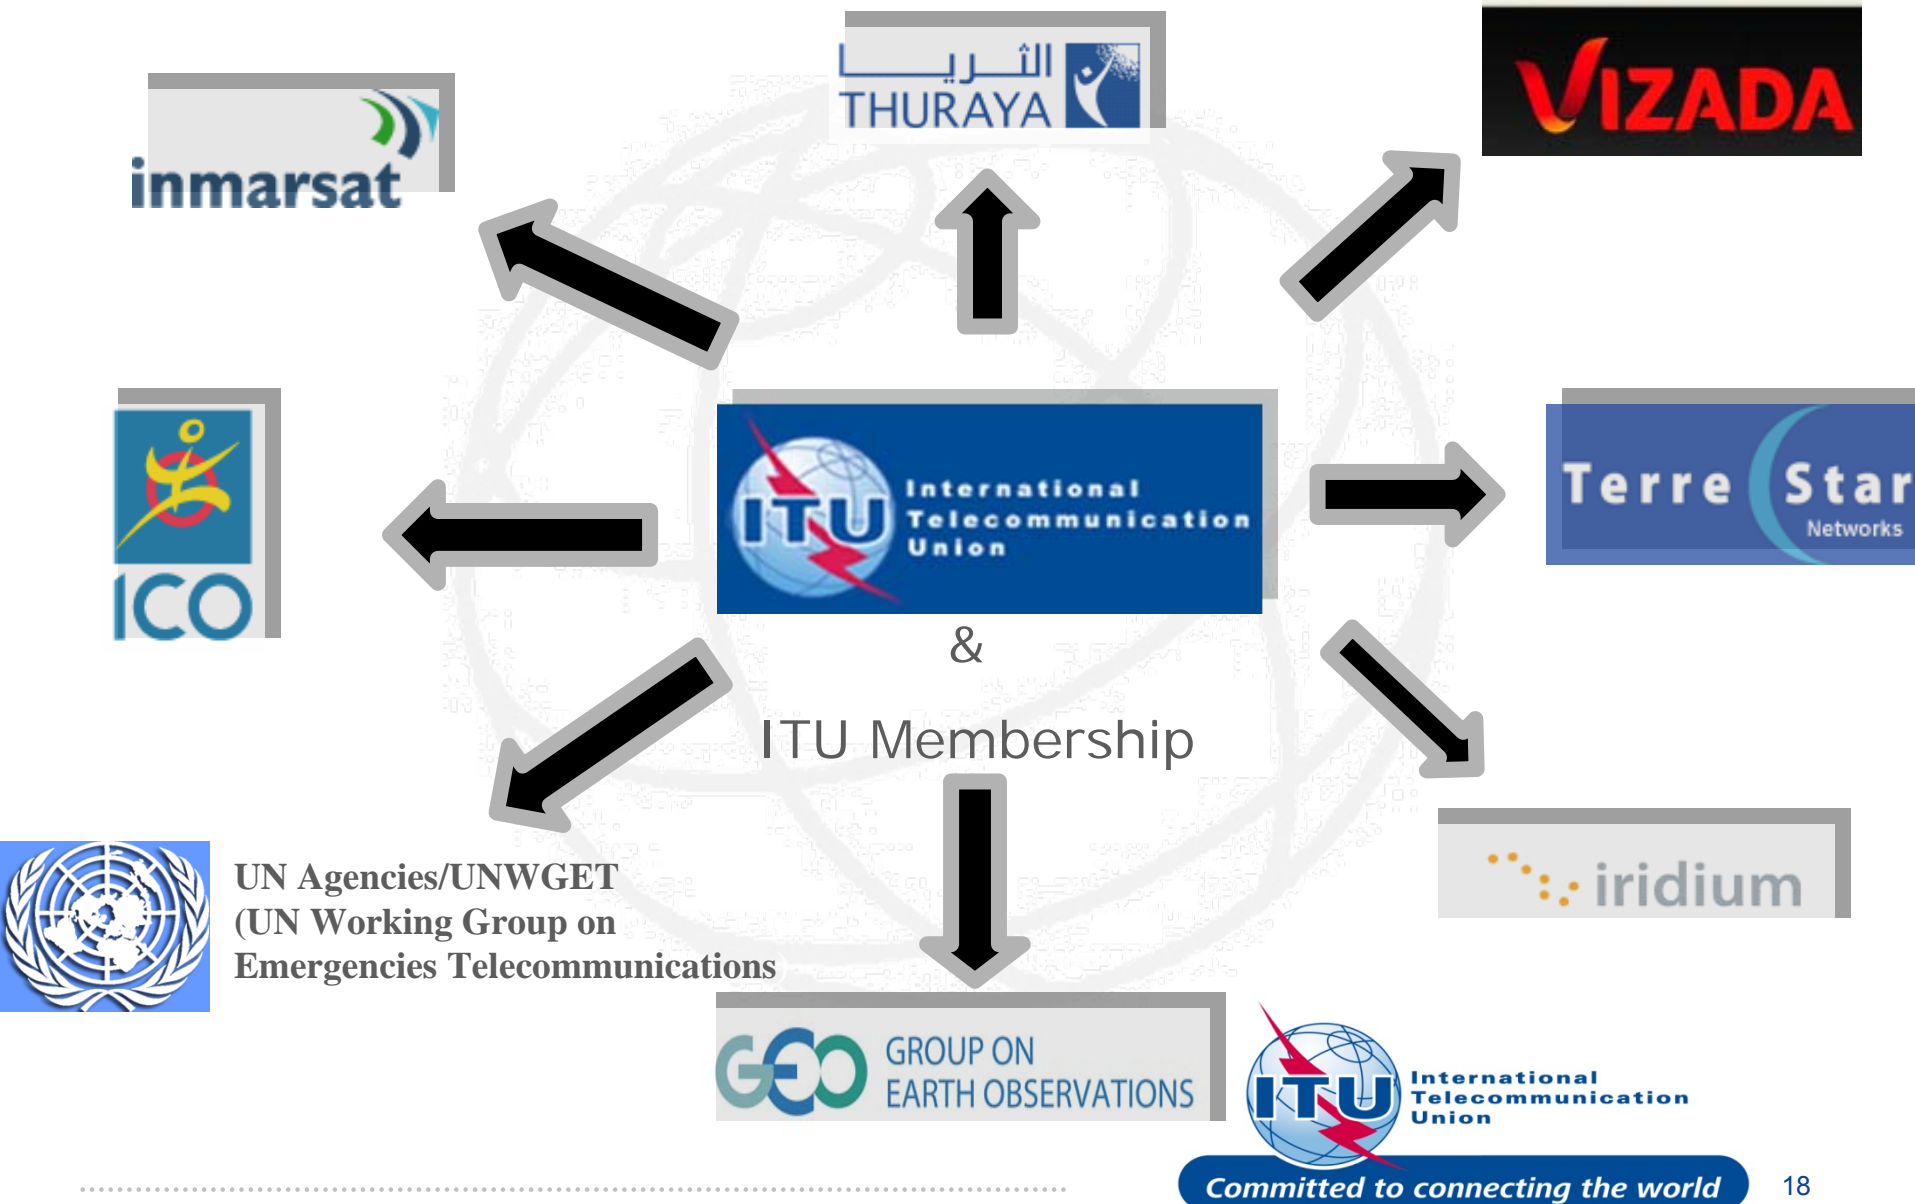 الثريا
THURAYA
VIZADA
inmarsat
ITU
International
Telecommunication
Union
Terre Star
Networks
ICO
&
ITU Membership
iridium
UN Agencies/UNWGET
(UN Working Group on
Emergencies Telecommunications
GEO
GROUP ON
EARTH OBSERVATIONS
ITU
International
Telecommunication
Union
Committed to connecting the world
18